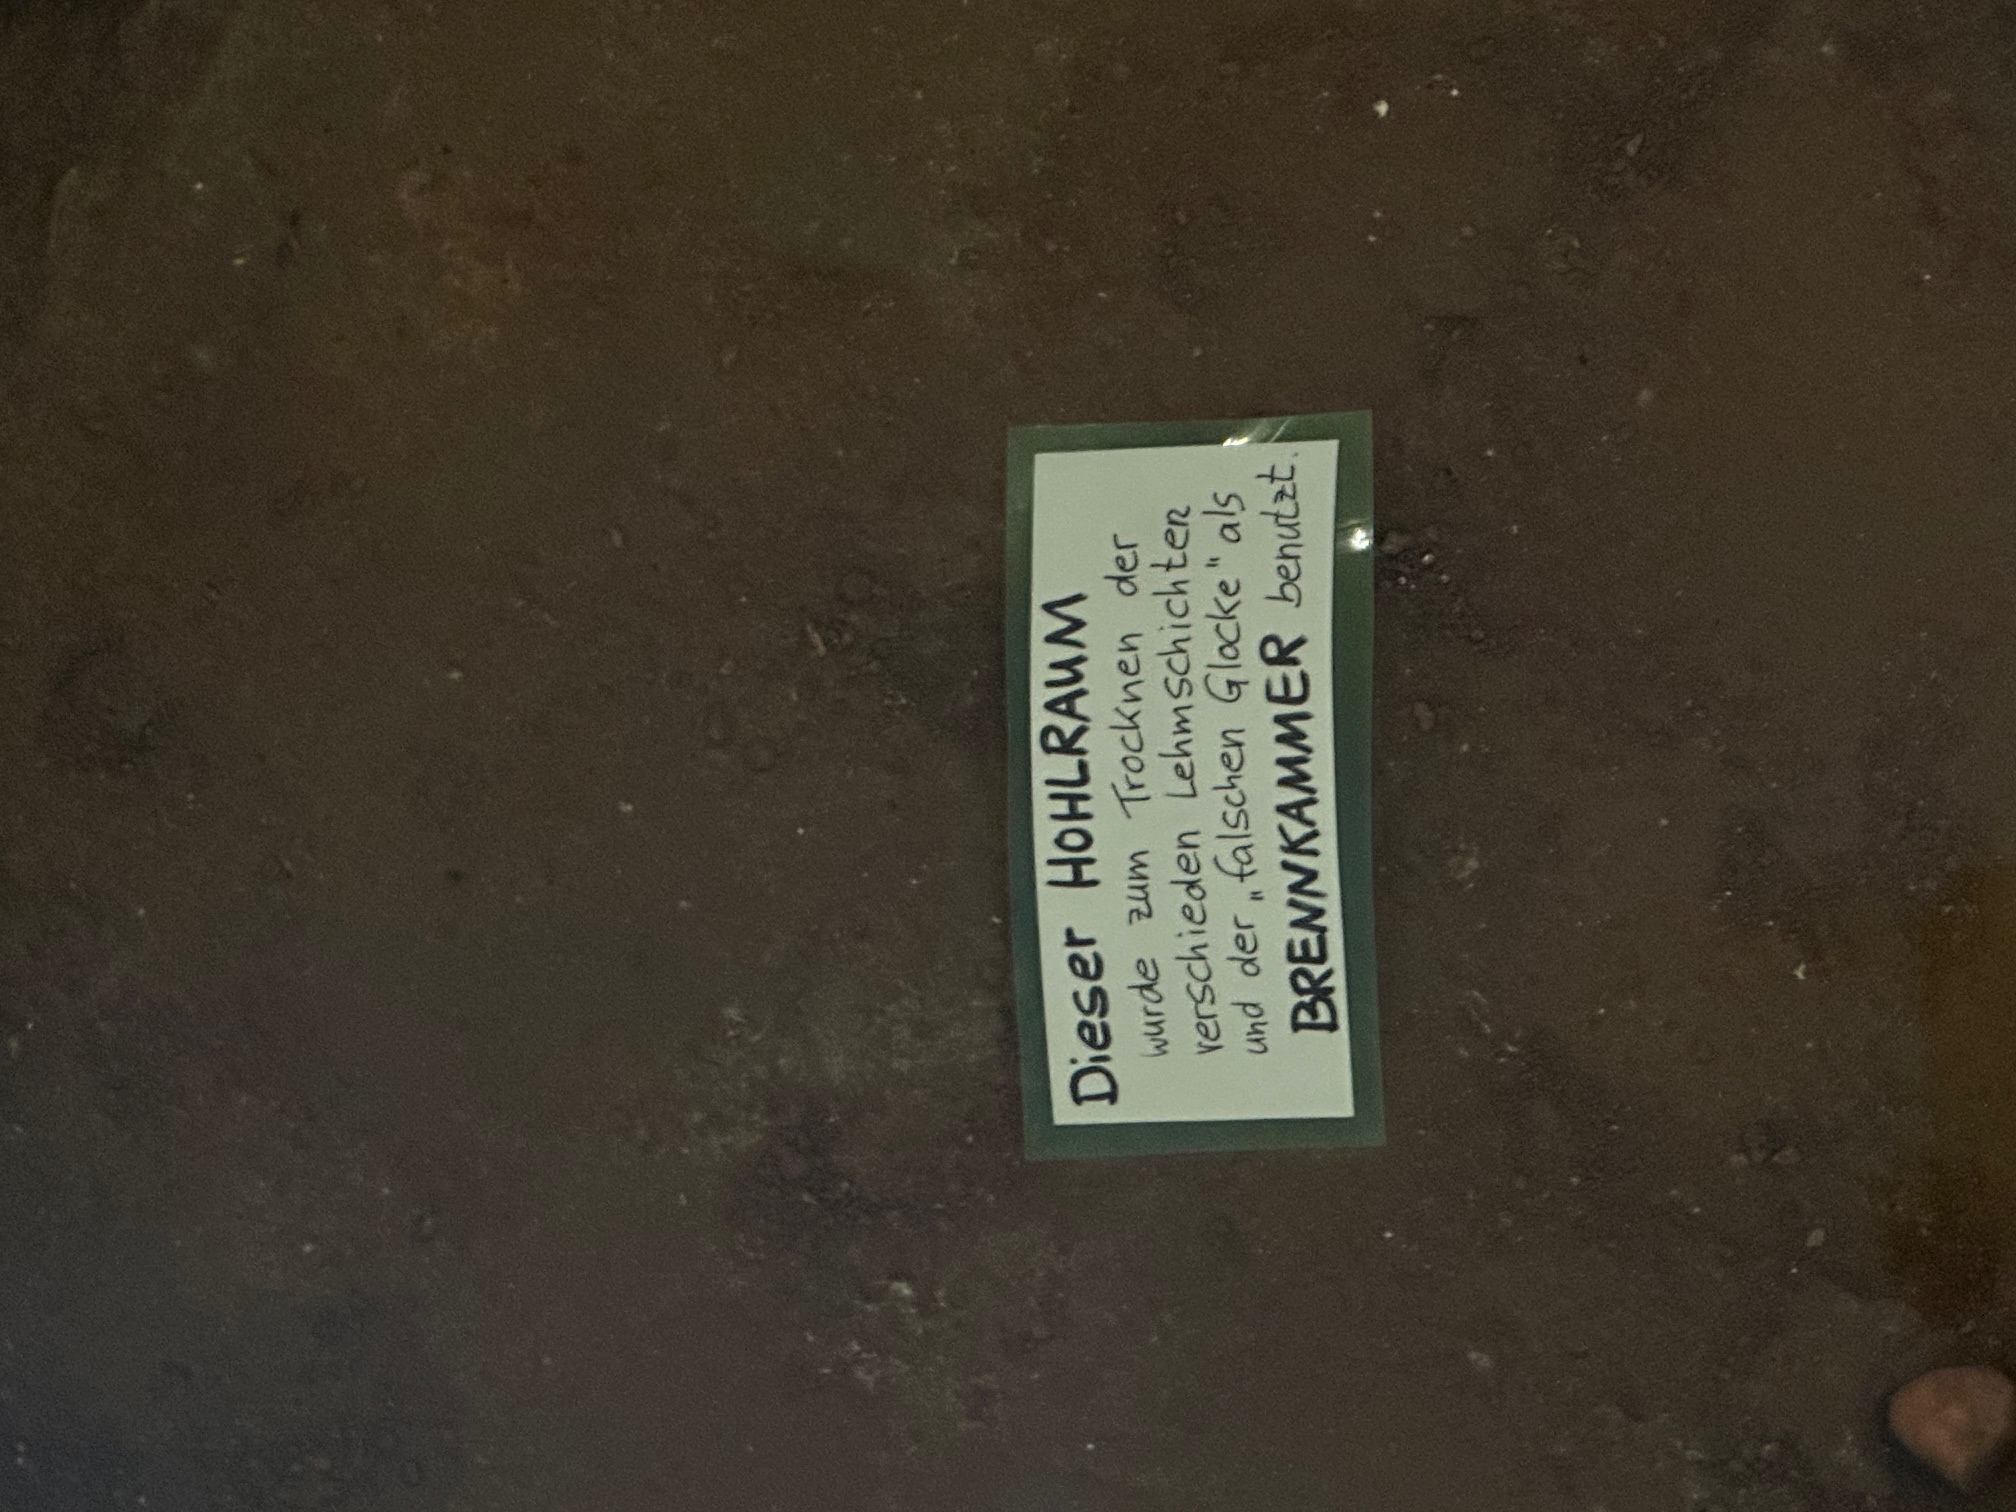 Dieser HOHLRAUM
wurde zum Trocknen der
verschieden Lehmschichten
und der „falschen Glocke" als
BRENNKAMMER benutzt.